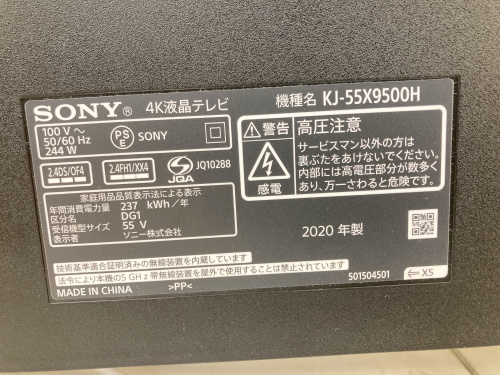 SONY® 4K液晶テレビ 機種名 KJ-55X9500H
100 V~
50/60 Hz
244 W
PS
E
SONY
2.4DS/OF4
2.4FH1/XX4
JQA
JQ10288
警告 高圧注意
サービスマン以外の方は
裏ぶたをあけないでください。
内部には高電圧部分が数多く
あり、万一さわると危険です。
感電
家庭用品品質表示法による表示
年間消費電力量 237 kWh／年
区分名 DG1
受信機型サイズ 55 V
表示者 ソニー株式会社
2020 年製
技術基準適合証明済みの無線装置を内蔵しています
法令により本機の5 GHz 帯無線装置を屋外で使用することは禁止されています
MADE IN CHINA >PP< 501504501 X5